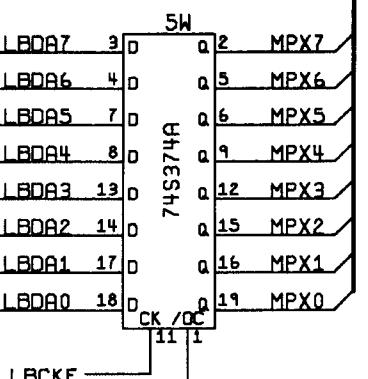 5W
LBDA7 3 D Q 2 MPX7
LBDA6 4 D Q 5 MPX6
LBDA5 7 D Q 6 MPX5
LBDA4 8 D Q 9 MPX4
LBDA3 13 D Q 12 MPX3
LBDA2 14 D Q 15 MPX2
LBDA1 17 D Q 16 MPX1
LBDA0 18 D Q 19 MPX0
74S374A
CK /OC
11 1
LBCKE